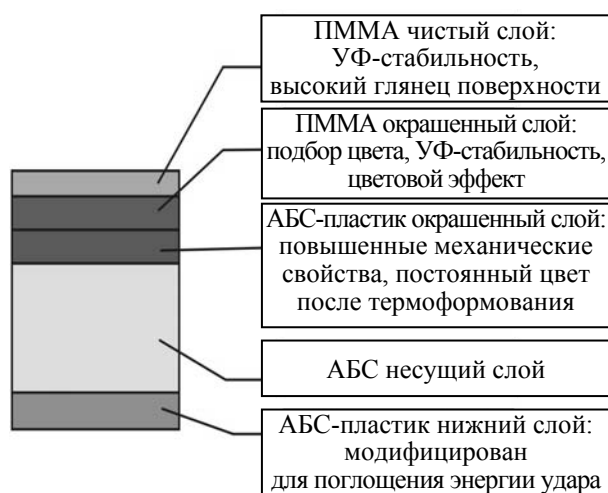 ПММА чистый слой:
УФ-стабильность,
высокий глянец поверхности
ПММА окрашенный слой:
подбор цвета, УФ-стабильность,
цветовой эффект
АБС-пластик окрашенный слой:
повышенные механические
свойства, постоянный цвет
после термоформования
АБС несущий слой
АБС-пластик нижний слой:
модифицирован
для поглощения энергии удара